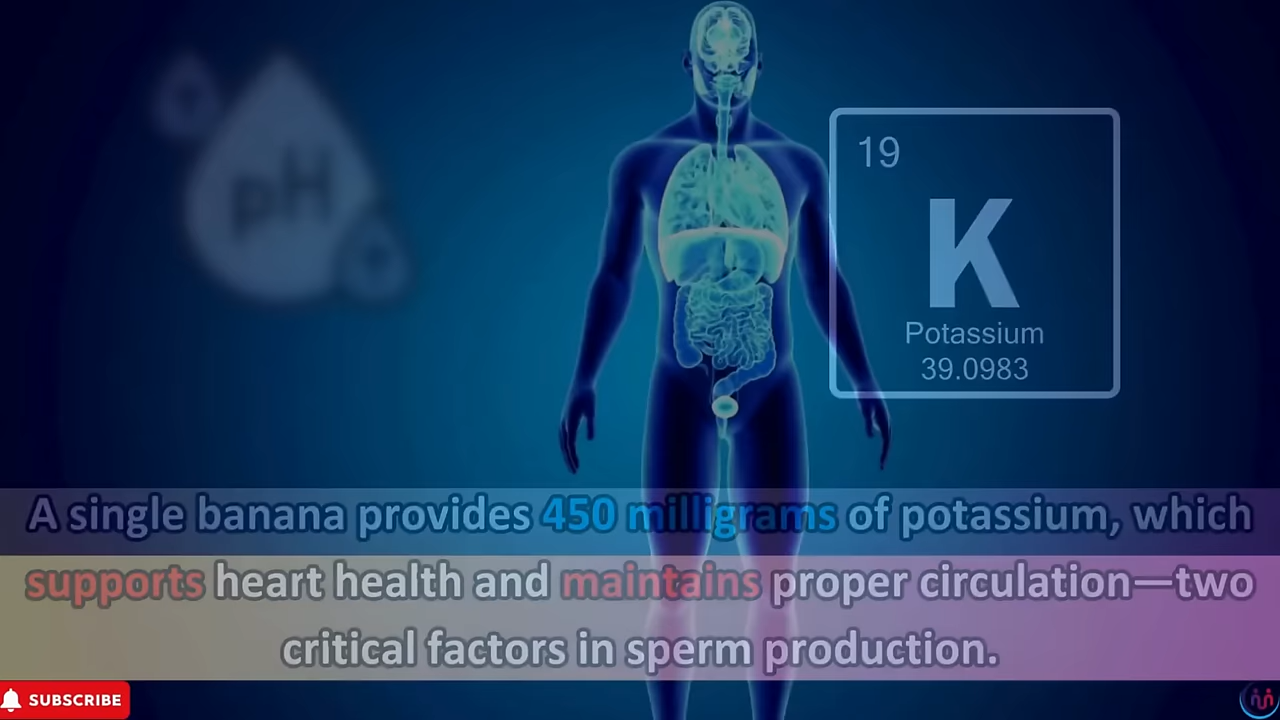 pH
19
K
Potassium
39.0983
A single banana provides 450 milligrams of potassium, which
supports heart health and maintains proper circulation—two
critical factors in sperm production.
SUBSCRIBE